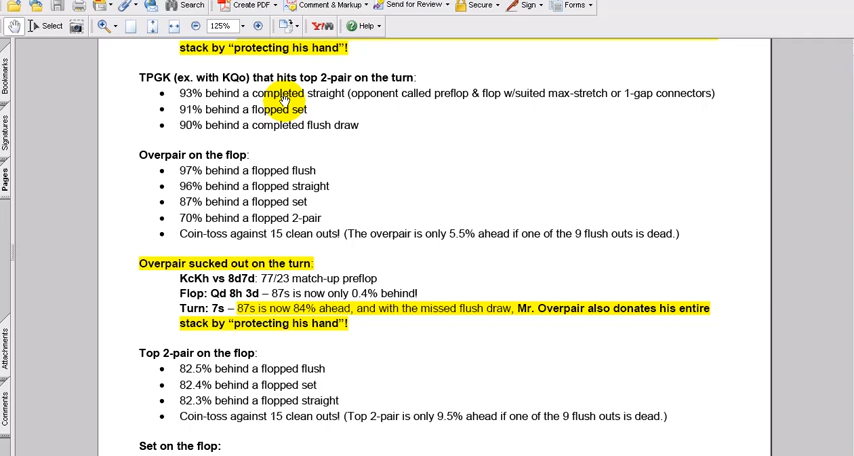 Search
Create PDF
Comment & Markup
Send for Review
Secure
Sign
Forms
Select
125%
Y!
Help
Bookmarks
Signatures
Pages
Attachments
Comments
stack by “protecting his hand”!
TPGK (ex. with KQo) that hits top 2-pair on the turn:
• 93% behind a completed straight (opponent called preflop & flop w/suited max-stretch or 1-gap connectors)
• 91% behind a flopped set
• 90% behind a completed flush draw
Overpair on the flop:
• 97% behind a flopped flush
• 96% behind a flopped straight
• 87% behind a flopped set
• 70% behind a flopped 2-pair
• Coin-toss against 15 clean outs! (The overpair is only 5.5% ahead if one of the 9 flush outs is dead.)
Overpair sucked out on the turn:
KcKh vs 8d7d: 77/23 match-up preflop
Flop: Qd 8h 3d – 87s is now only 0.4% behind!
Turn: 7s – 87s is now 84% ahead, and with the missed flush draw, Mr. Overpair also donates his entire
stack by “protecting his hand”!
Top 2-pair on the flop:
• 82.5% behind a flopped flush
• 82.4% behind a flopped set
• 82.3% behind a flopped straight
• Coin-toss against 15 clean outs! (Top 2-pair is only 9.5% ahead if one of the 9 flush outs is dead.)
Set on the flop: